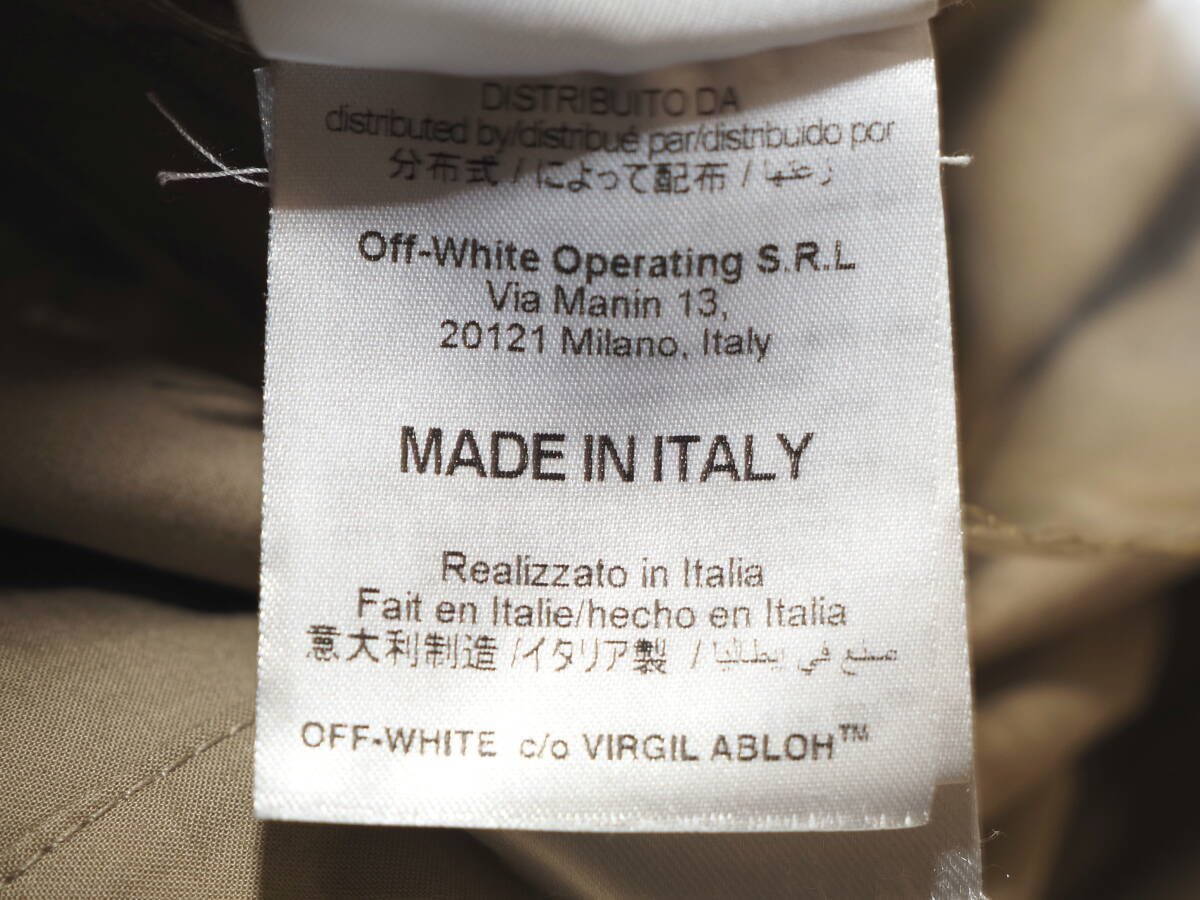 DISTRIBUITO DA
distributed by/distribué par/distribuido por
分布式 / によって配布 /
Off-White Operating S.R.L
Via Manin 13,
20121 Milano, Italy
MADE IN ITALY
Realizzato in Italia
Fait en Italie/hecho en Italia
意大利制造 /イタリア製 / صنع في إيطاليا
OFF-WHITE c/o VIRGIL ABLOH™